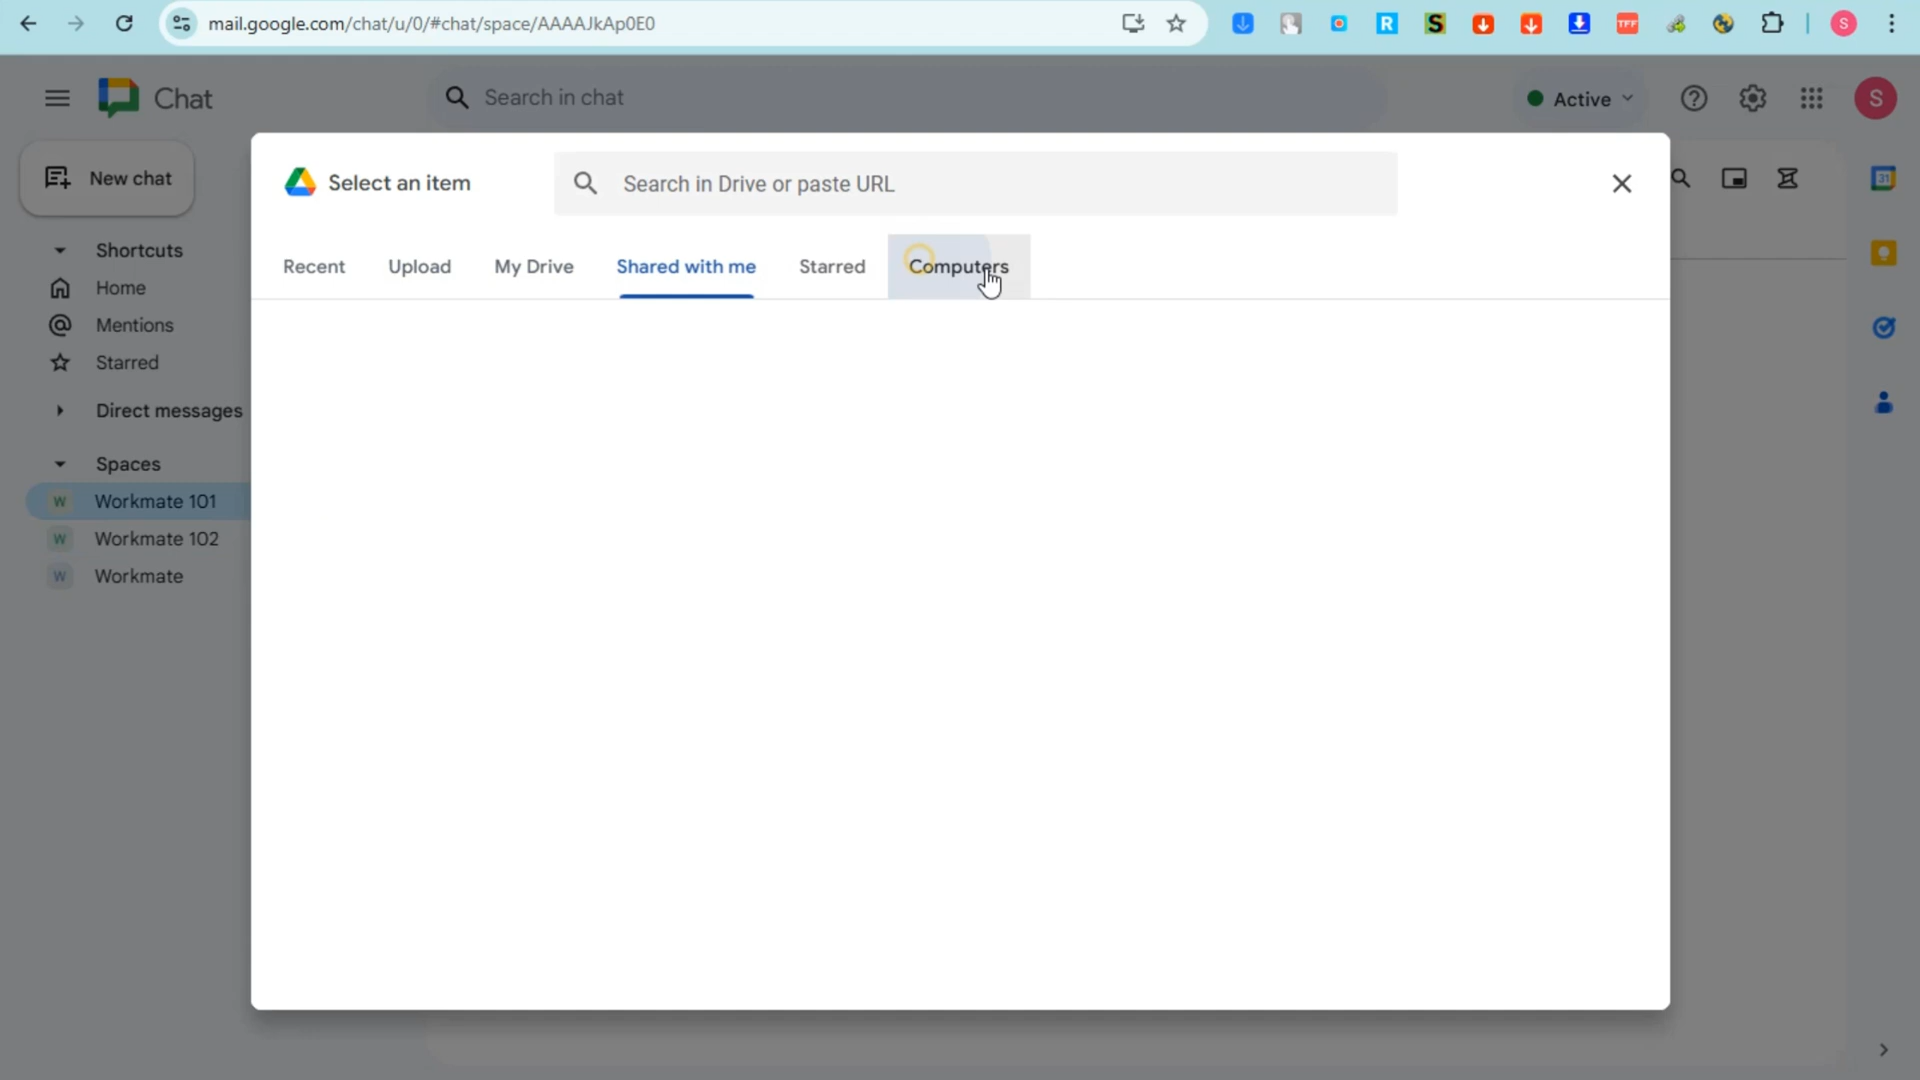 mail.google.com/chat/u/0/#chat/space/AAAAJkAp0E0
R
S
TFF
S
Chat
Search in chat
Active
S
New chat
Select an item
Search in Drive or paste URL
31
Shortcuts
Recent
Upload
My Drive
Shared with me
Starred
Computers
Home
Mentions
Starred
Direct messages
Spaces
W Workmate 101
W Workmate 102
W Workmate